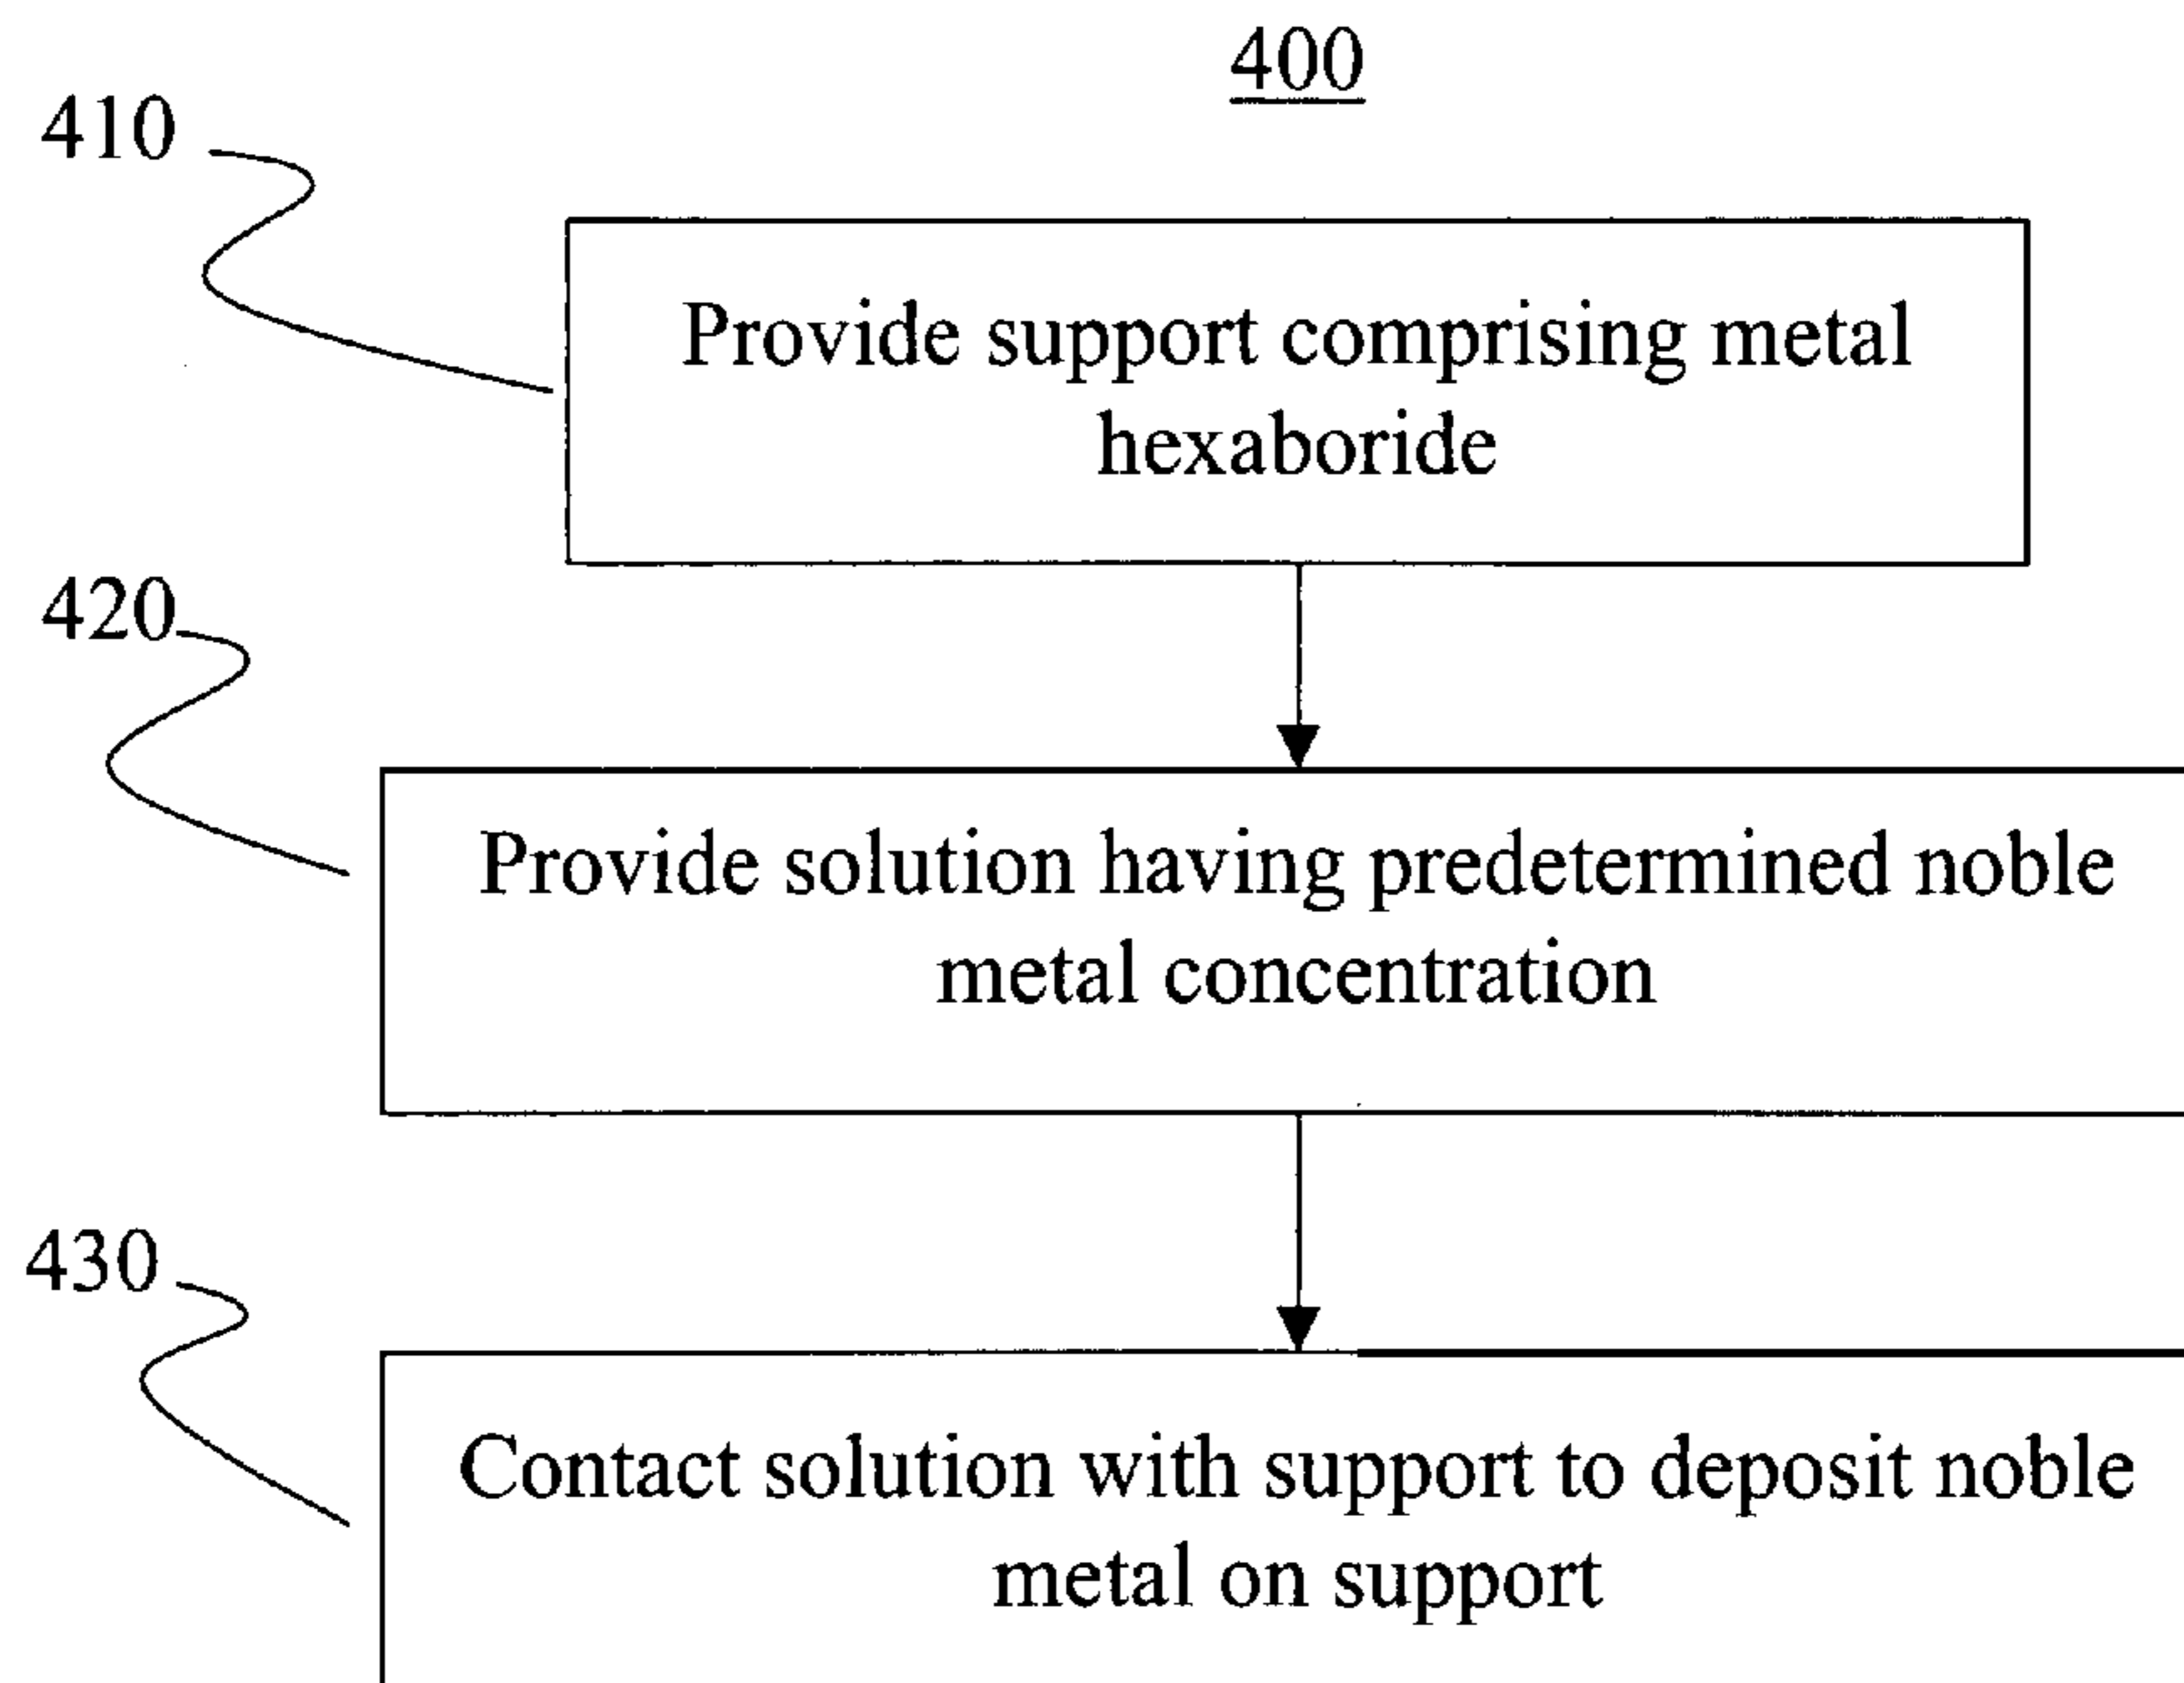 400
410
Provide support comprising metal
hexaboride
420
Provide solution having predetermined noble
metal concentration
430
Contact solution with support to deposit noble
metal on support